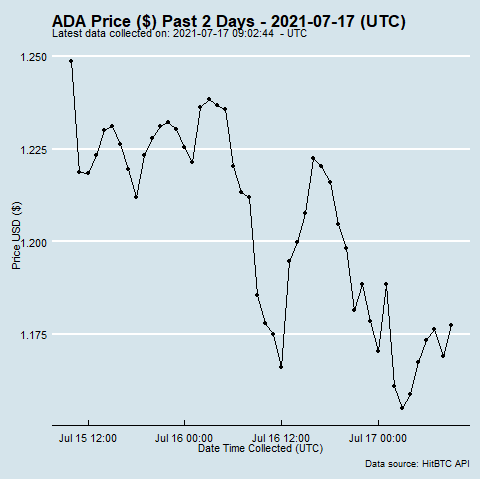 ADA Price ($) Past 2 Days - 2021-07-17 (UTC)
Latest data collected on: 2021-07-17 09:02:44  - UTC
1.250
1.225
1.200
1.175
Price USD ($)
Jul 15 12:00
Jul 16 00:00
Jul 16 12:00
Jul 17 00:00
Date Time Collected (UTC)
Data source: HitBTC API